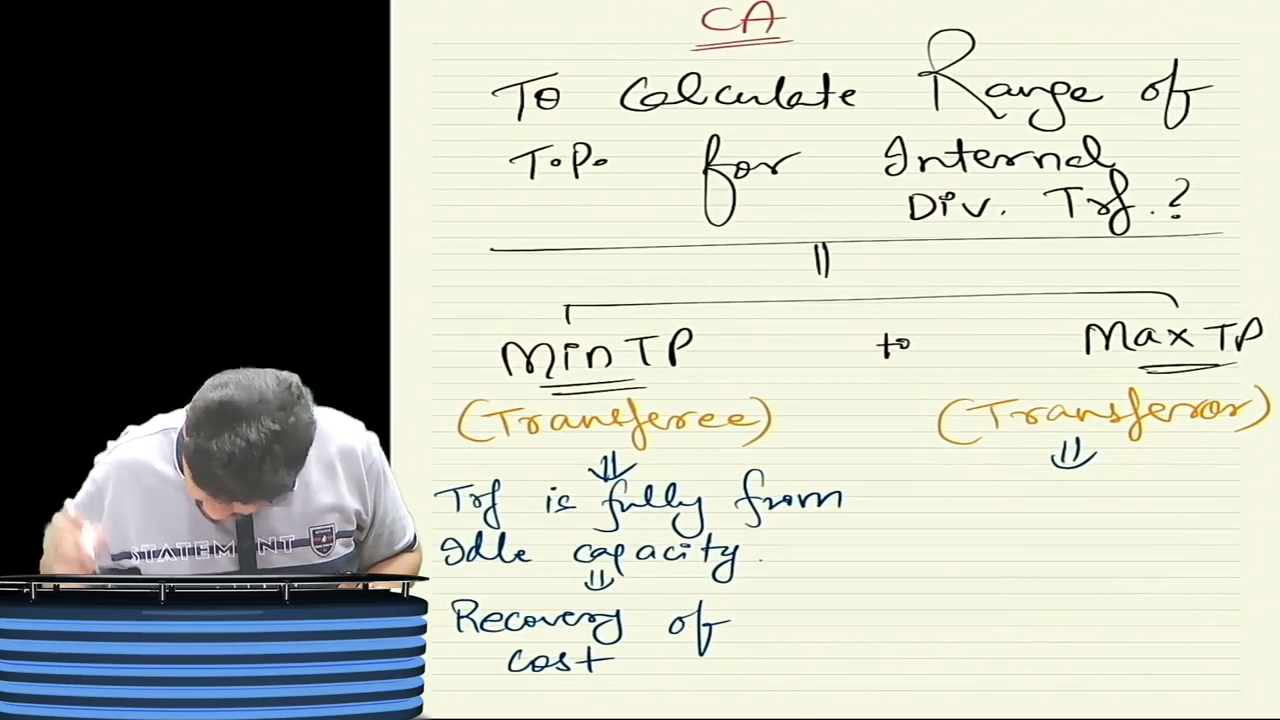 CA
To Calculate Range of
T.P. for Internal
Div. Trf.?
Min TP to Max TP
(Transferee) (Transferor)
Trf is fully from
Idle capacity.
Recovery of
cost
STATEMENT